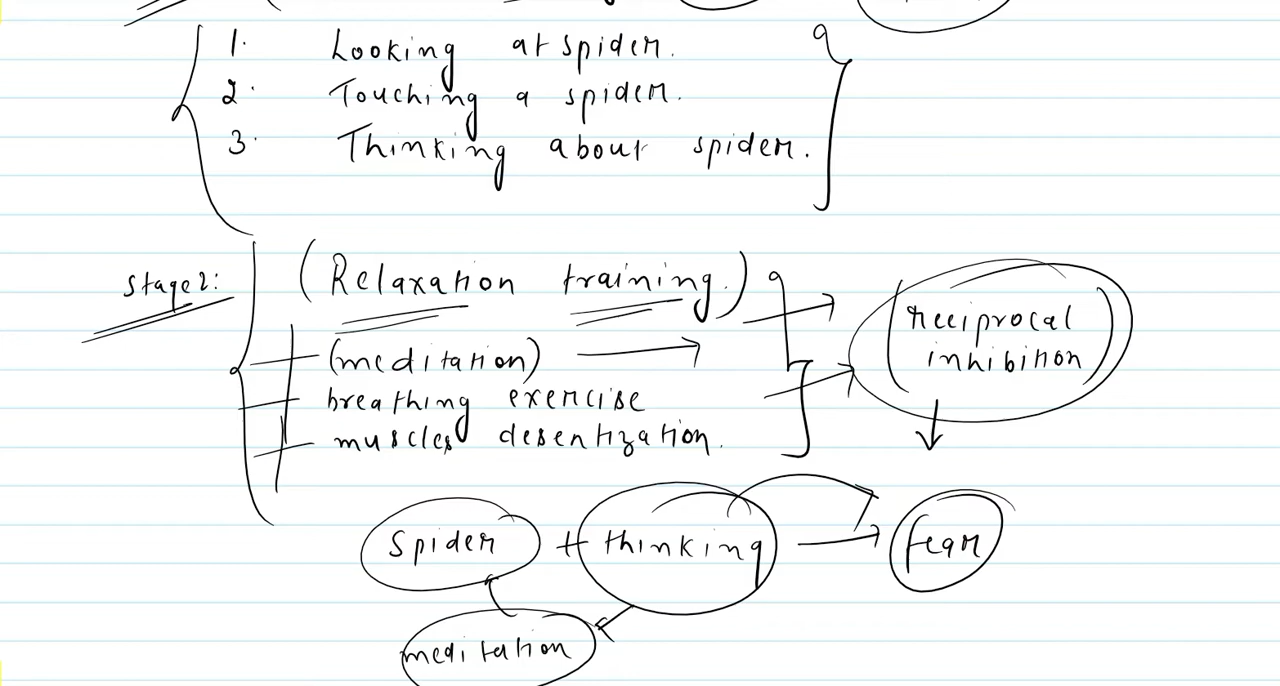 1. Looking at spider.
2. Touching a spider.
3. Thinking about spider.
Stage 2: (Relaxation training.)
(meditation)
breathing exercise
muscles desentization.
(reciprocal
inhibition)
Spider + thinking → fear
meditation